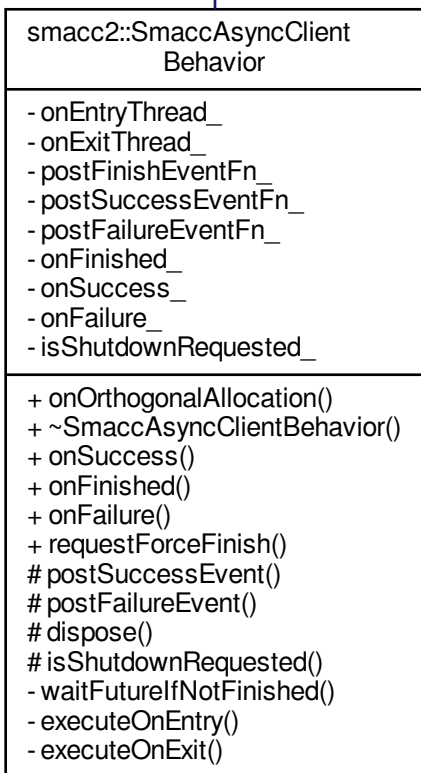 smacc2::SmaccAsyncClient
Behavior
- onEntryThread_
- onExitThread_
- postFinishEventFn_
- postSuccessEventFn_
- postFailureEventFn_
- onFinished_
- onSuccess_
- onFailure_
- isShutdownRequested_
+ onOrthogonalAllocation()
+ ~SmaccAsyncClientBehavior()
+ onSuccess()
+ onFinished()
+ onFailure()
+ requestForceFinish()
# postSuccessEvent()
# postFailureEvent()
# dispose()
# isShutdownRequested()
- waitFutureIfNotFinished()
- executeOnEntry()
- executeOnExit()